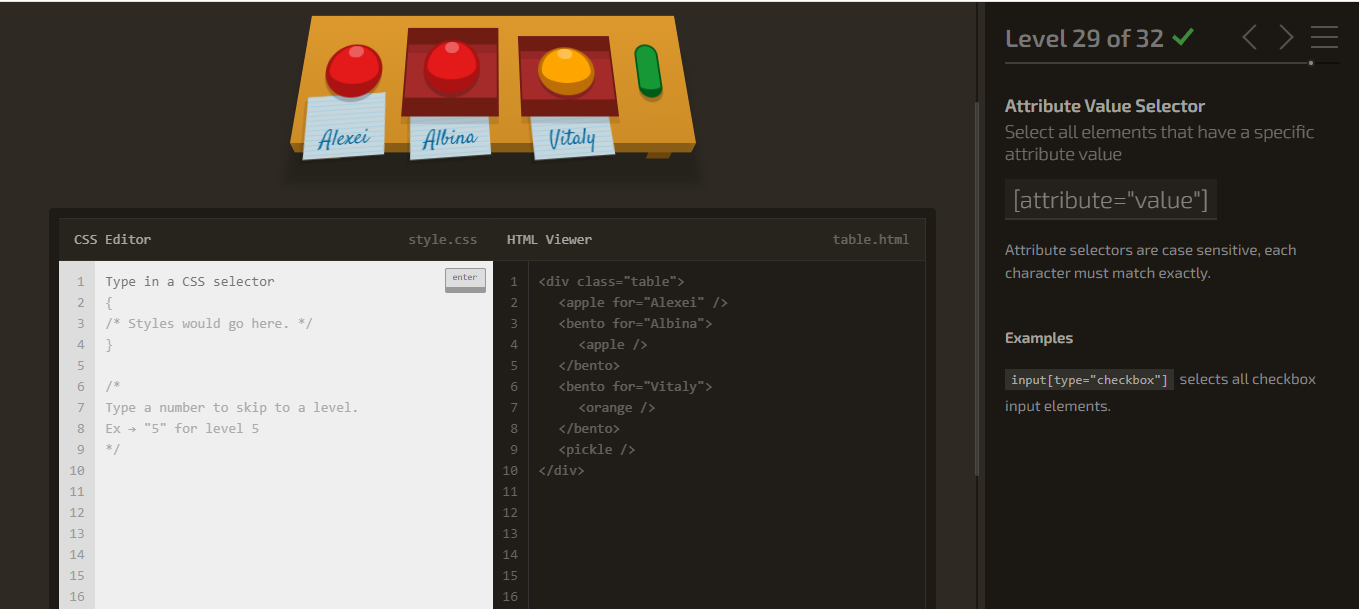 Alexei
Albina
Vitaly
CSS Editor
style.css
enter
1 Type in a CSS selector
2 {
3 /* Styles would go here. */
4 }
5
6 /*
7 Type a number to skip to a level.
8 Ex → "5" for level 5
9 */
10
11
12
13
14
15
16
HTML Viewer
table.html
1 <div class="table">
2 <apple for="Alexei" />
3 <bento for="Albina">
4 <apple />
5 </bento>
6 <bento for="Vitaly">
7 <orange />
8 </bento>
9 <pickle />
10 </div>
11
12
13
14
15
16
Level 29 of 32
Attribute Value Selector
Select all elements that have a specific
attribute value
[attribute="value"]
Attribute selectors are case sensitive, each
character must match exactly.
Examples
input[type="checkbox"] selects all checkbox
input elements.